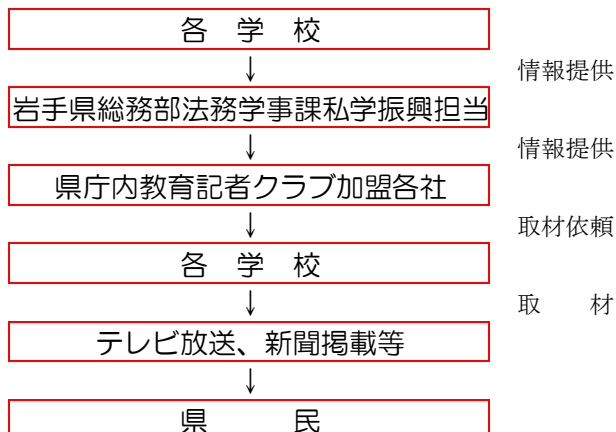 各　学　校
↓
情報提供
岩手県総務部法務学事課私学振興担当
↓
情報提供
県庁内教育記者クラブ加盟各社
↓
取材依頼
各　学　校
↓
取　　材
テレビ放送、新聞掲載等
↓
県　　　民